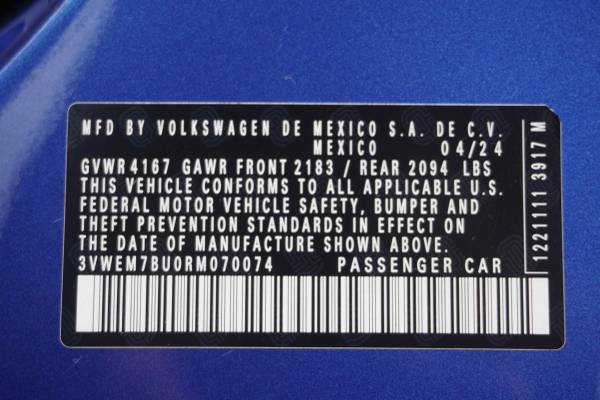 MFD BY VOLKSWAGEN DE MEXICO S.A. DE C.V.
MEXICO 04/24
GVWR 4167 GAWR FRONT 2183 / REAR 2094 LBS
THIS VEHICLE CONFORMS TO ALL APPLICABLE U.S.
FEDERAL MOTOR VEHICLE SAFETY, BUMPER AND
THEFT PREVENTION STANDARDS IN EFFECT ON
THE DATE OF MANUFACTURE SHOWN ABOVE.
3VWEM7BU0RM070074 PASSENGER CAR
1221111 3917 M